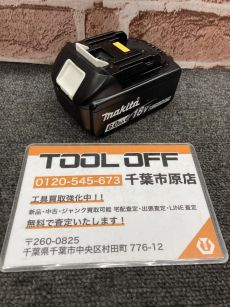 makita
6.0Ah 18V
TOOL OFF
0120-545-673 千葉市原店
工具買取強化中!!
新品・中古・ジャンク買取可能 宅配査定・出張査定・LINE査定
無料で査定いたします!
〒260-0825
千葉県千葉市中央区村田町 776-12